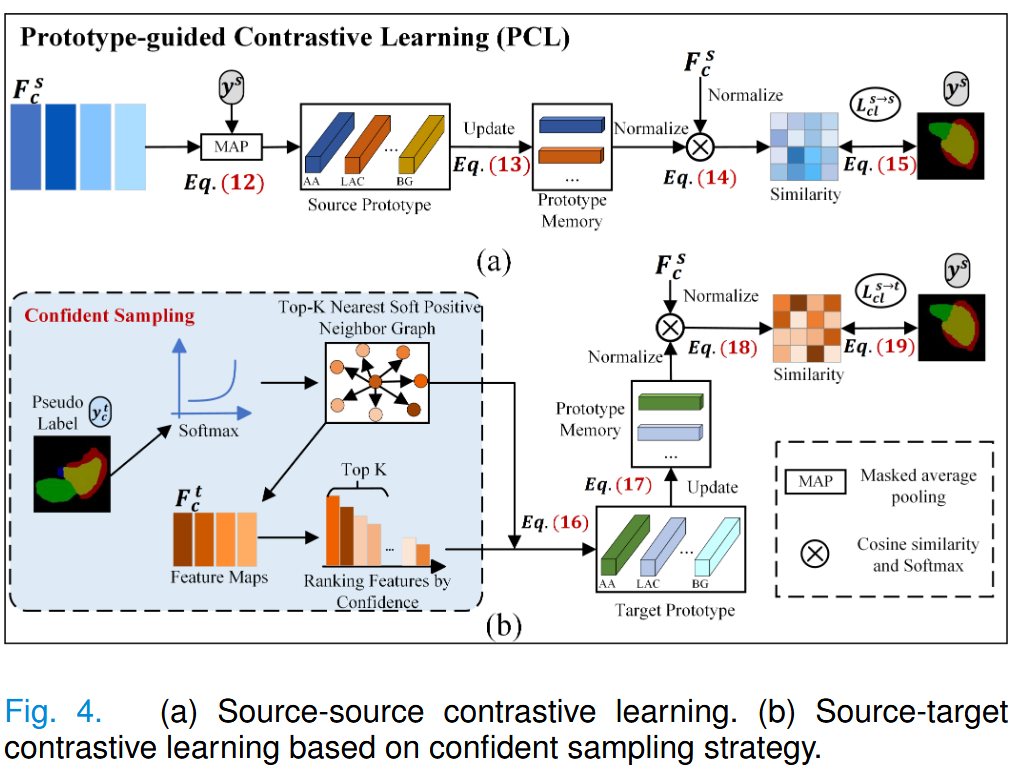 Prototype-guided Contrastive Learning (PCL)
F_c^s
y^s
MAP
Eq. (12)
AA
LAC
...
BG
Source Prototype
Update
Eq. (13)
...
Prototype
Memory
Normalize
F_c^s
Normalize
Eq. (14)
Similarity
L_cl^{s→s}
Eq. (15)
y^s
(a)
Confident Sampling
Pseudo
Label
y_c^t
Softmax
Top-K Nearest Soft Positive
Neighbor Graph
F_c^t
Feature Maps
Top K
...
Ranking Features by
Confidence
Eq. (16)
AA
LAC
...
BG
Target Prototype
Eq. (17)
Update
Prototype
Memory
...
Normalize
F_c^s
Normalize
Eq. (18)
Similarity
L_cl^{s→t}
Eq. (19)
y^s
MAP
Masked average
pooling
Cosine similarity
and Softmax
(b)
Fig. 4. (a) Source-source contrastive learning. (b) Source-target
contrastive learning based on confident sampling strategy.